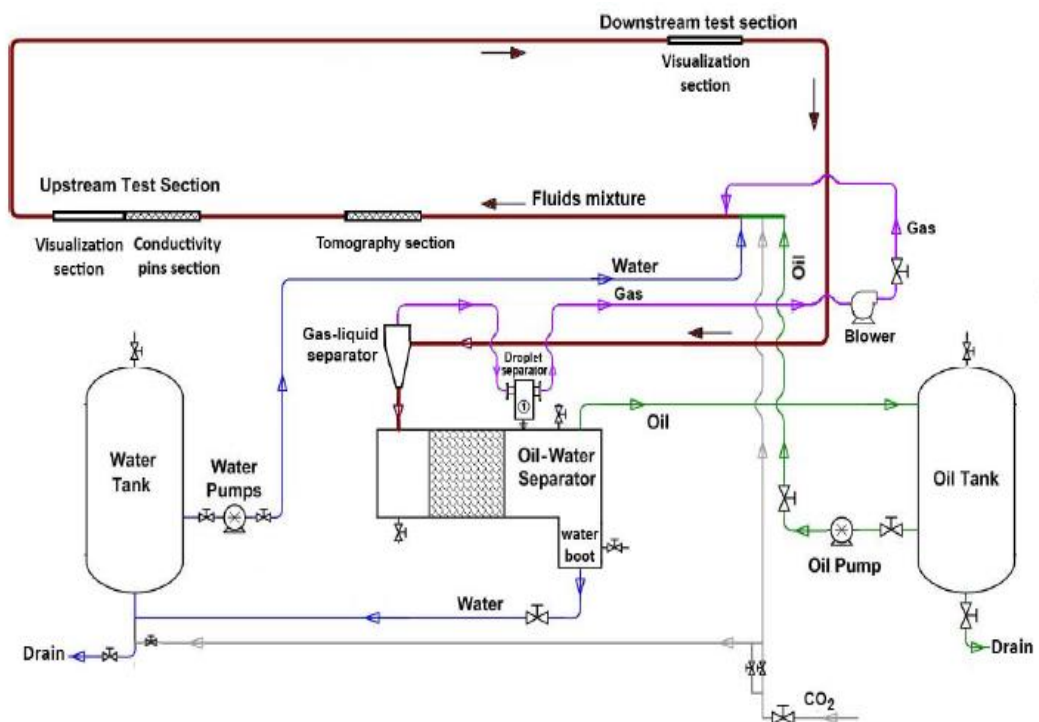 Downstream test section
Visualization
section
Upstream Test Section
Fluids mixture
Visualization
section
Conductivity
pins section
Tomography section
Gas
Oil
Water
Gas
Gas-liquid
separator
Blower
Droplet
separator
1
Oil
Water
Tank
Water
Pumps
Oil-Water
Separator
Oil Tank
water
boot
Oil Pump
Water
Drain
Drain
CO2